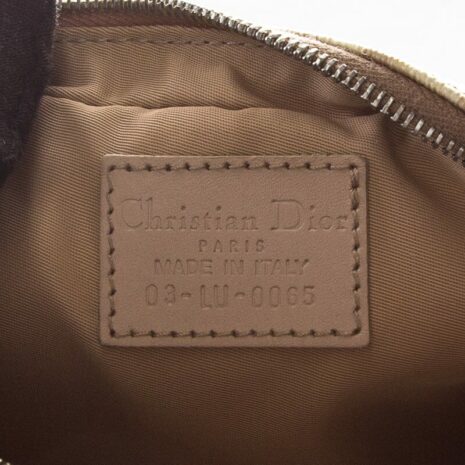 Christian Dior
PARIS
MADE IN ITALY
03-LU-0065